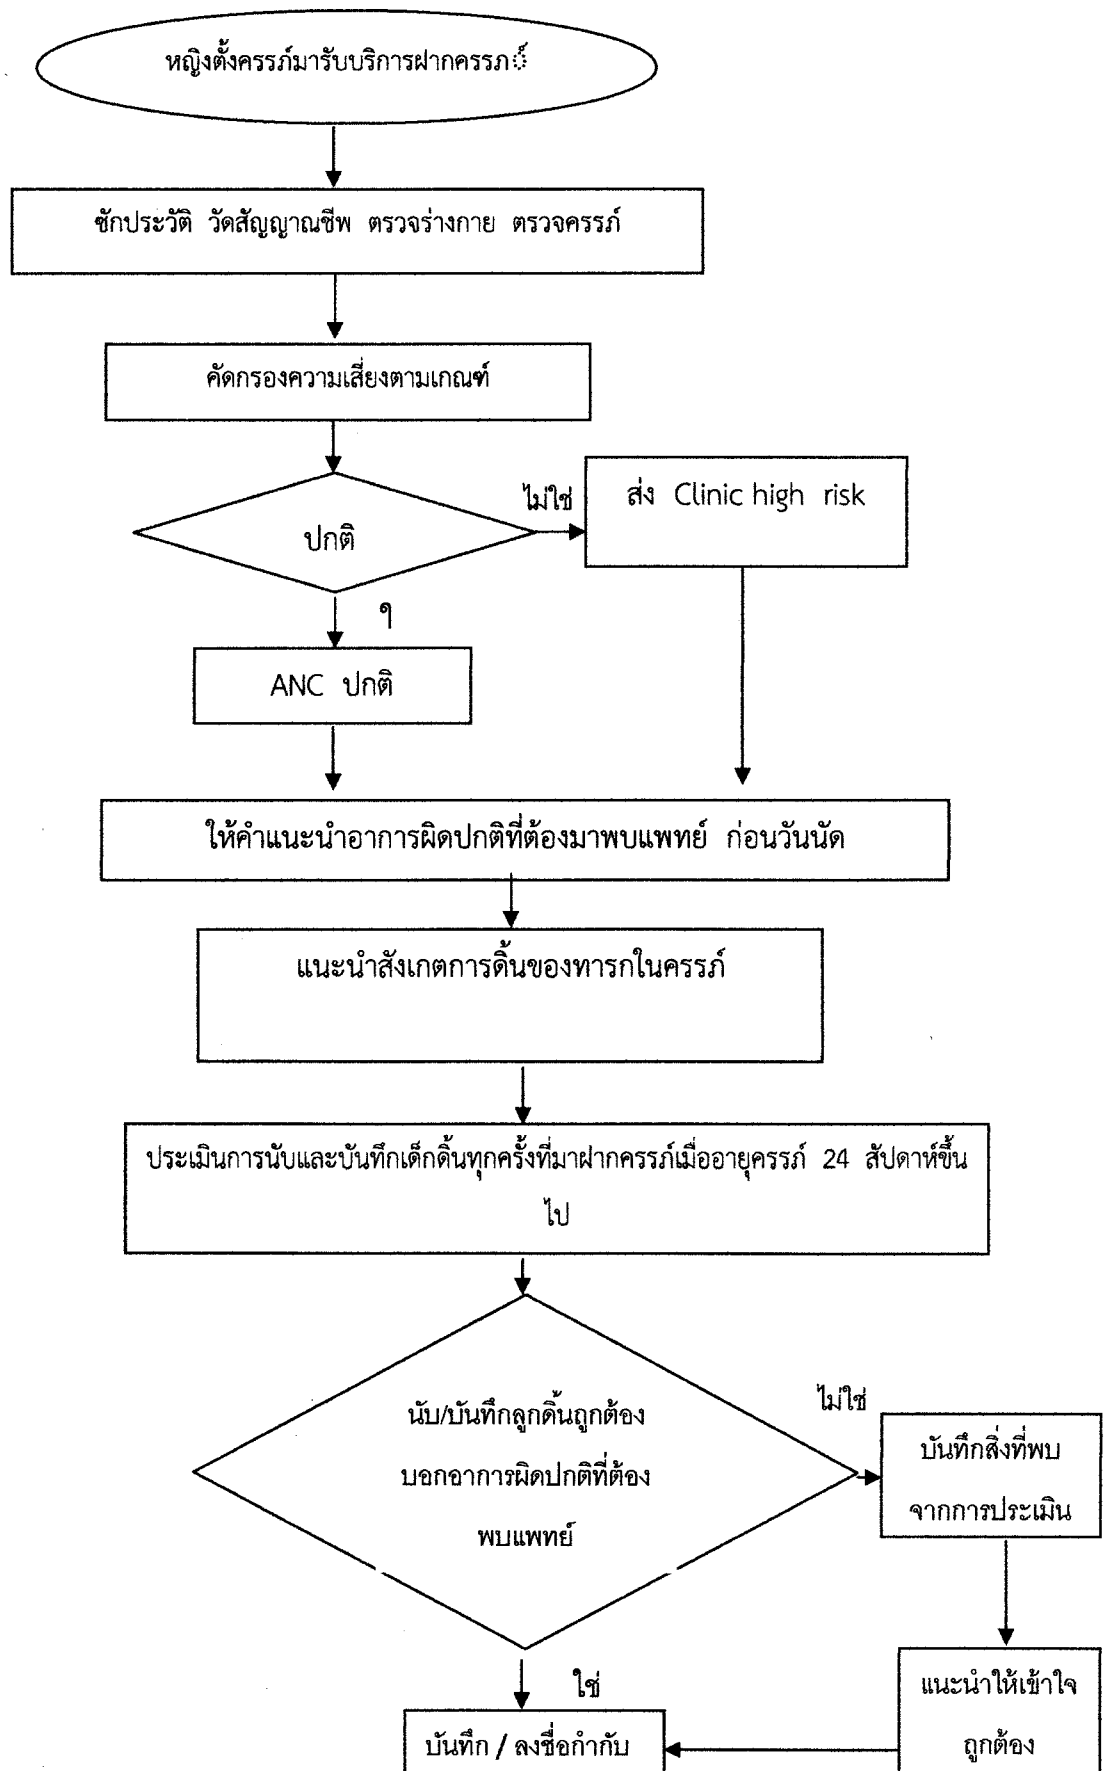 หญิงตั้งครรภ์มารับบริการฝากครรภ์
ซักประวัติ วัดสัญญาณชีพ ตรวจร่างกาย ตรวจครรภ์
คัดกรองความเสี่ยงตามเกณฑ์
ไม่ใช่
ส่ง Clinic high risk
ปกติ
ๆ
ANC ปกติ
ให้คำแนะนำอาการผิดปกติที่ต้องมาพบแพทย์ ก่อนวันนัด
แนะนำสังเกตการดิ้นของทารกในครรภ์
ประเมินการนับและบันทึกเด็กดิ้นทุกครั้งที่มาฝากครรภ์เมื่ออายุครรภ์ 24 สัปดาห์ขึ้น
ไป
นับ/บันทึกลูกดิ้นถูกต้อง
บอกอาการผิดปกติที่ต้อง
พบแพทย์
ไม่ใช่
บันทึกสิ่งที่พบ
จากการประเมิน
ใช่
แนะนำให้เข้าใจ
ถูกต้อง
บันทึก / ลงชื่อกำกับ